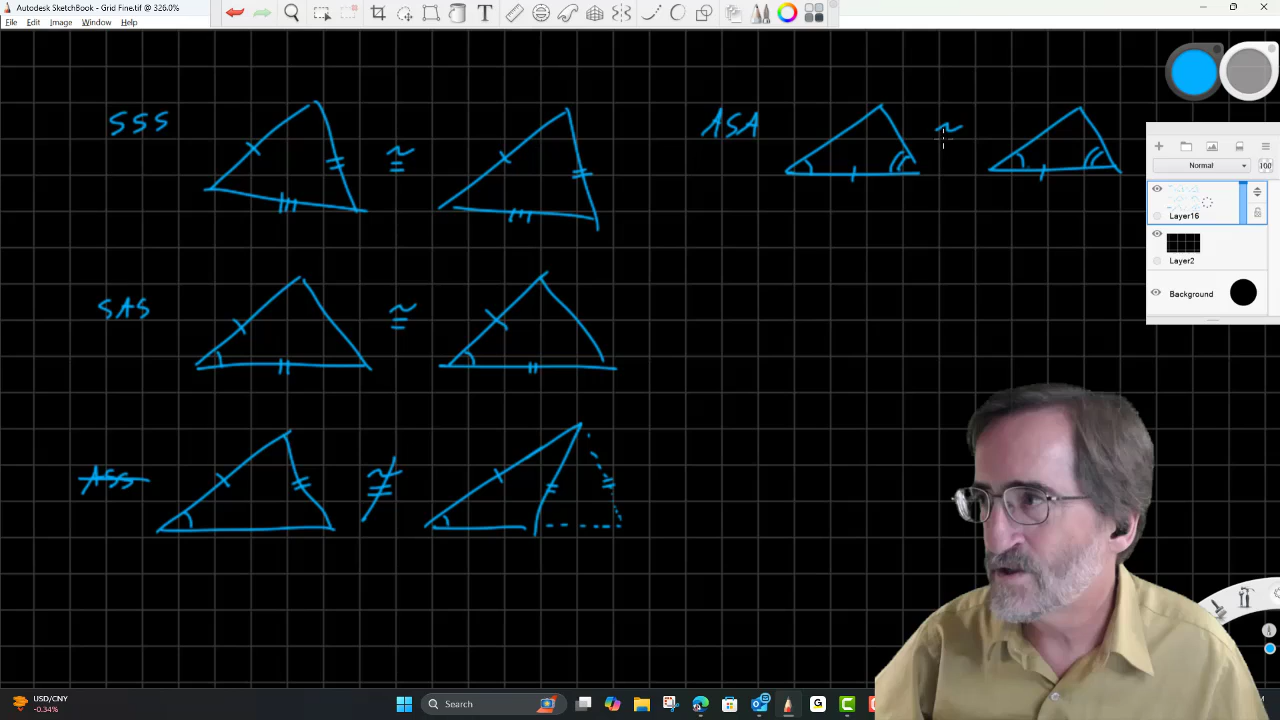 Autodesk SketchBook - Grid Fine.tif @ 326.0%
File Edit Image Window Help
SSS ≅
ASA ~
SAS ≅
ASS ≇
Normal
100
Layer16
Layer2
Background
USD/CNY
-0.34%
Search